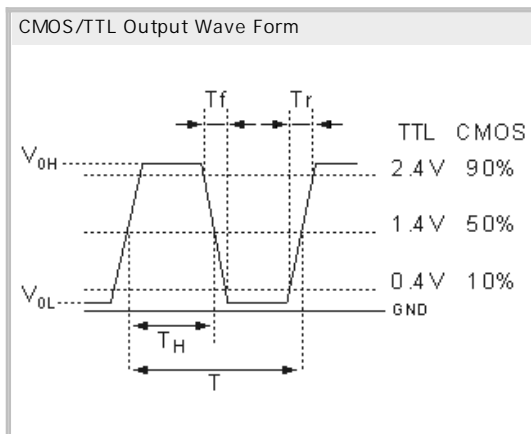 CMOS/TTL Output Wave Form
Tf Tr
TTL CMOS
V0H 2.4V 90%
1.4V 50%
0.4V 10%
V0L GND
TH
T